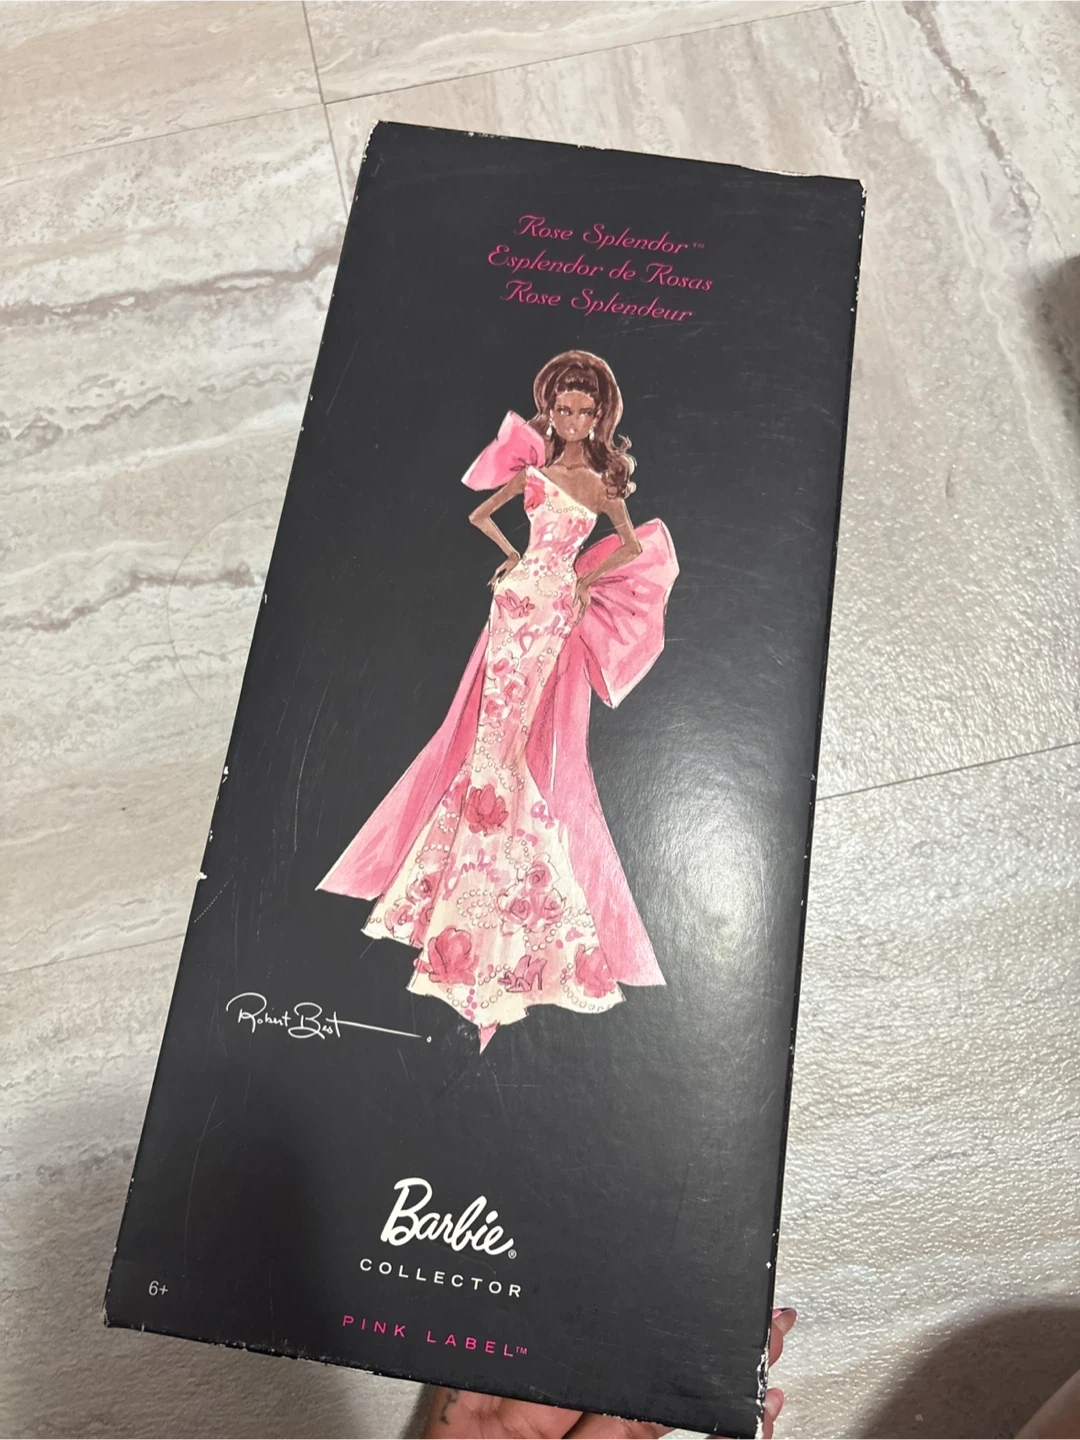 Rose Splendor™
Esplendor de Rosas
Rose Splendeur
Robert Best
Barbie®
COLLECTOR
6+
PINK LABEL™